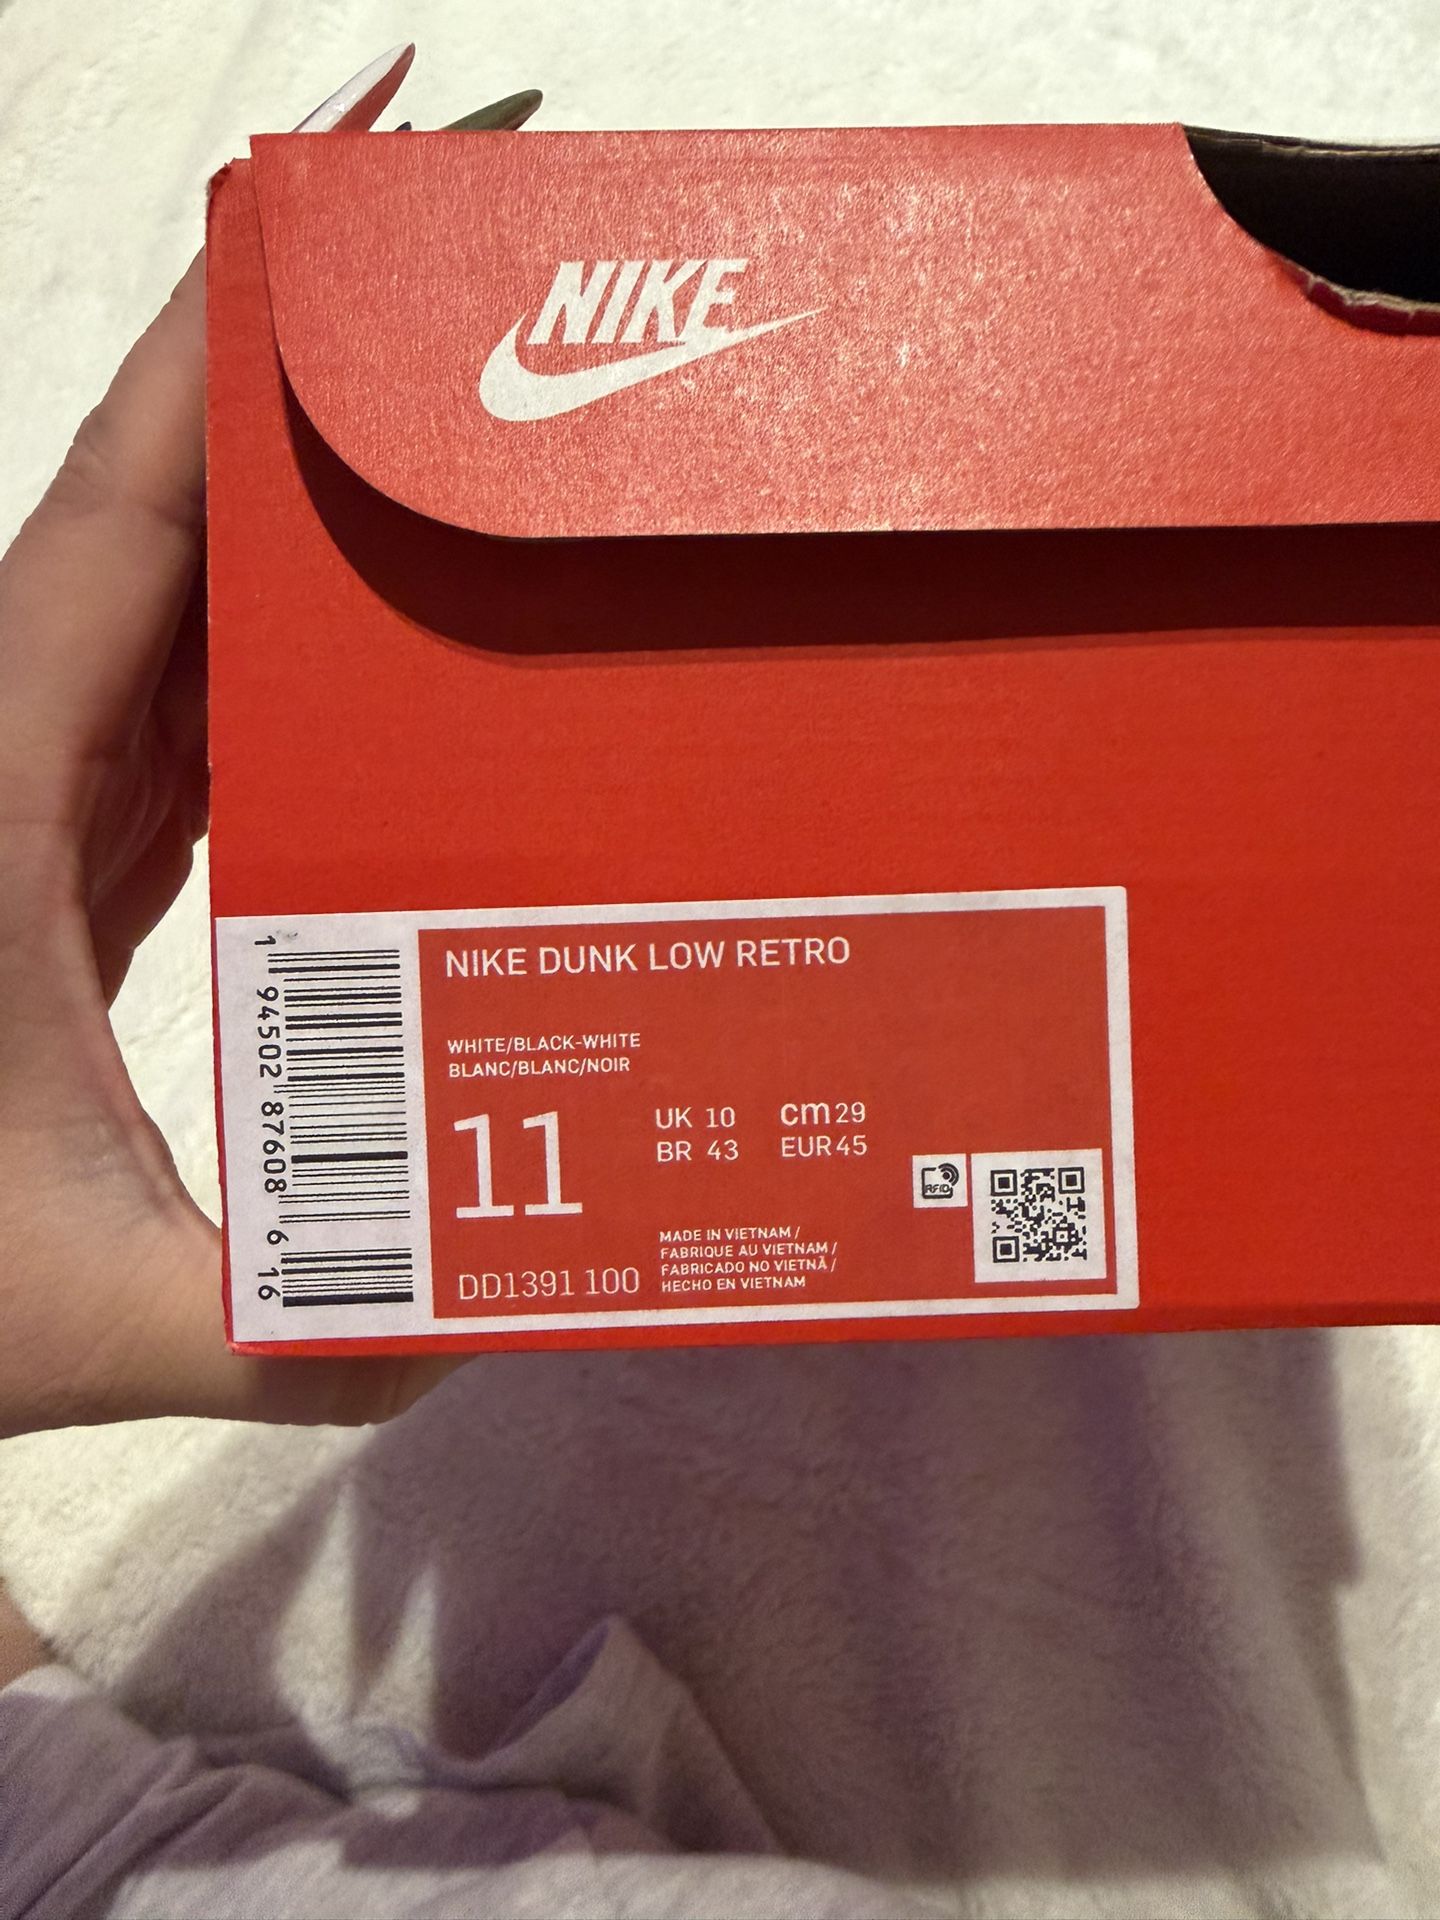 NIKE
NIKE DUNK LOW RETRO
WHITE/BLACK-WHITE
BLANC/BLANC/NOIR
11
UK 10
cm 29
BR 43
EUR 45
RFID
DD1391 100
MADE IN VIETNAM /
FABRIQUE AU VIETNAM /
FABRICADO NO VIETNÃ /
HECHO EN VIETNAM
1 94502 87608 6 16